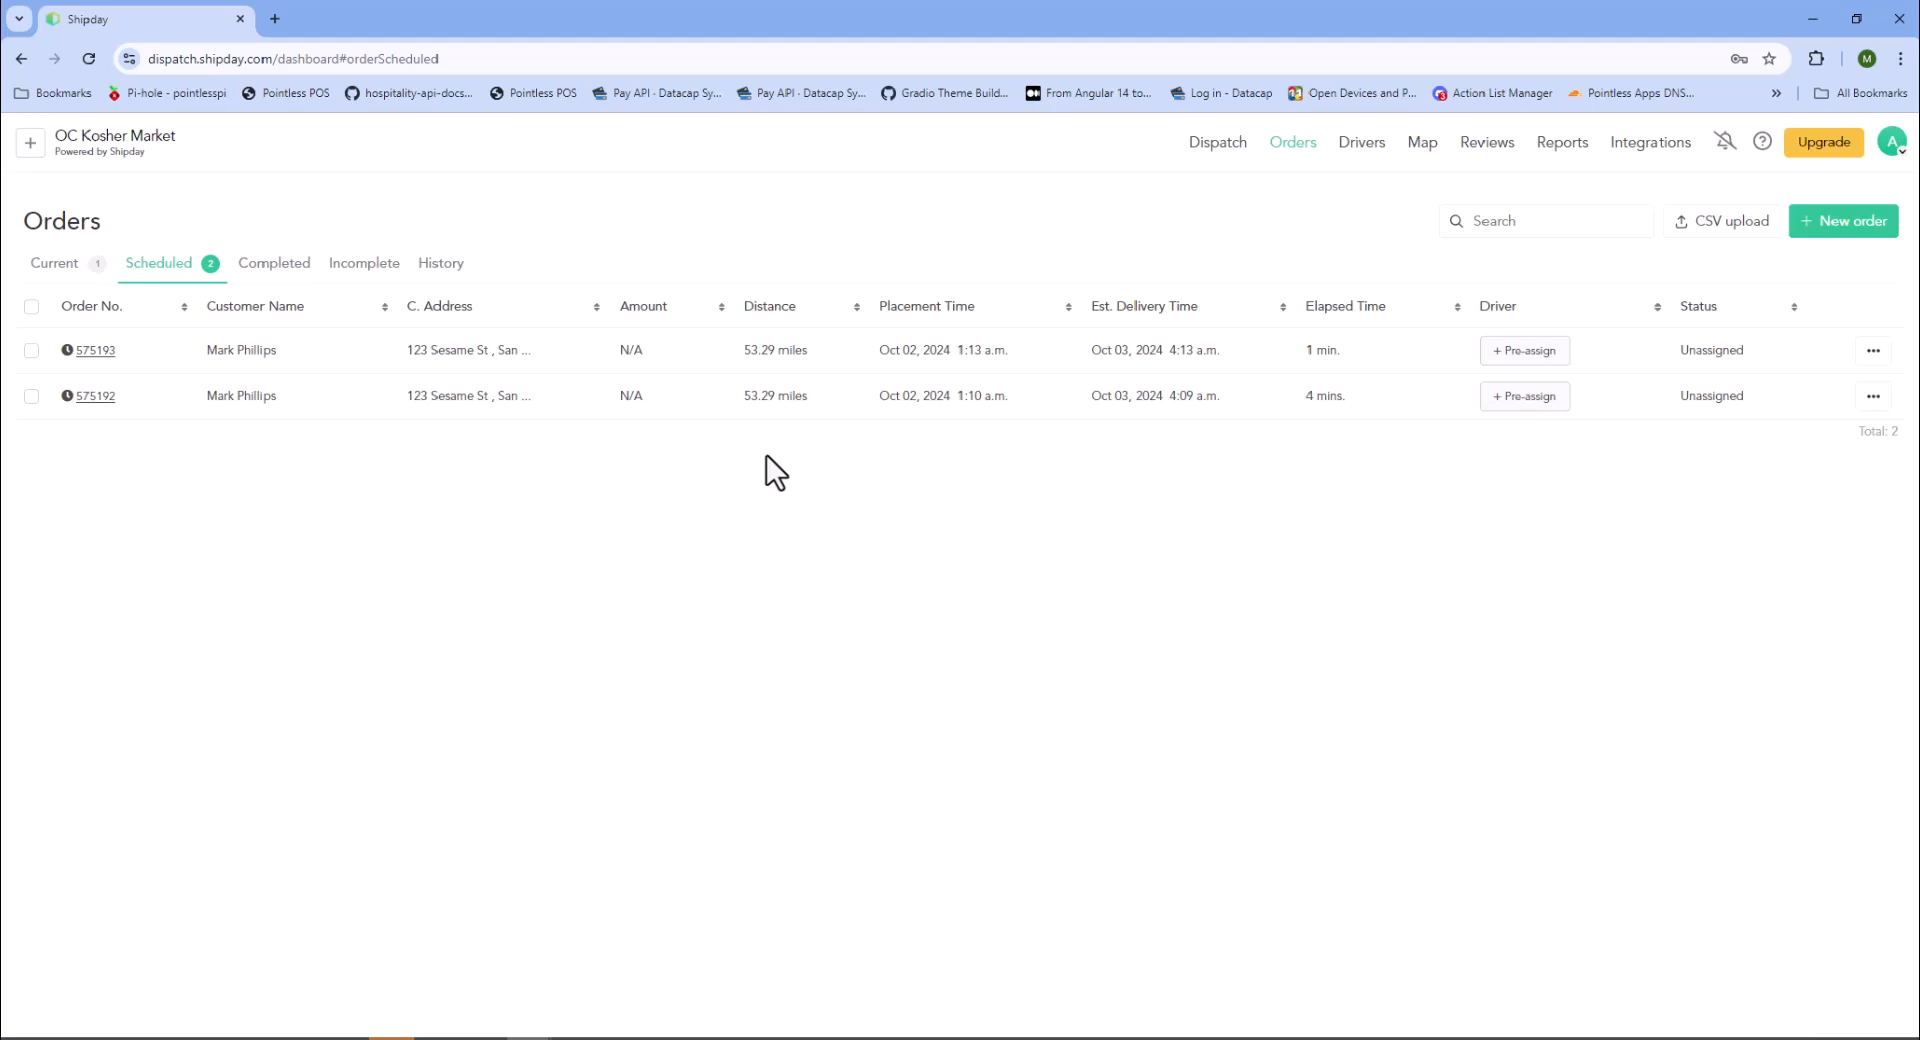 Shipday
dispatch.shipday.com/dashboard#orderScheduled
M
Bookmarks Pi-hole - pointlesspi Pointless POS hospitality-api-docs... Pointless POS Pay API - Datacap Sy... Pay API - Datacap Sy... Gradio Theme Build... From Angular 14 to... Log in - Datacap Open Devices and P... Action List Manager Pointless Apps DNS... » All Bookmarks
OC Kosher Market
Powered by Shipday
Dispatch Orders Drivers Map Reviews Reports Integrations Upgrade A
Orders
Search CSV upload + New order
Current 1 Scheduled 2 Completed Incomplete History
Order No. Customer Name C. Address Amount Distance Placement Time Est. Delivery Time Elapsed Time Driver Status
575193 Mark Phillips 123 Sesame St , San ... N/A 53.29 miles Oct 02, 2024 1:13 a.m. Oct 03, 2024 4:13 a.m. 1 min. + Pre-assign Unassigned
575192 Mark Phillips 123 Sesame St , San ... N/A 53.29 miles Oct 02, 2024 1:10 a.m. Oct 03, 2024 4:09 a.m. 4 mins. + Pre-assign Unassigned
Total: 2